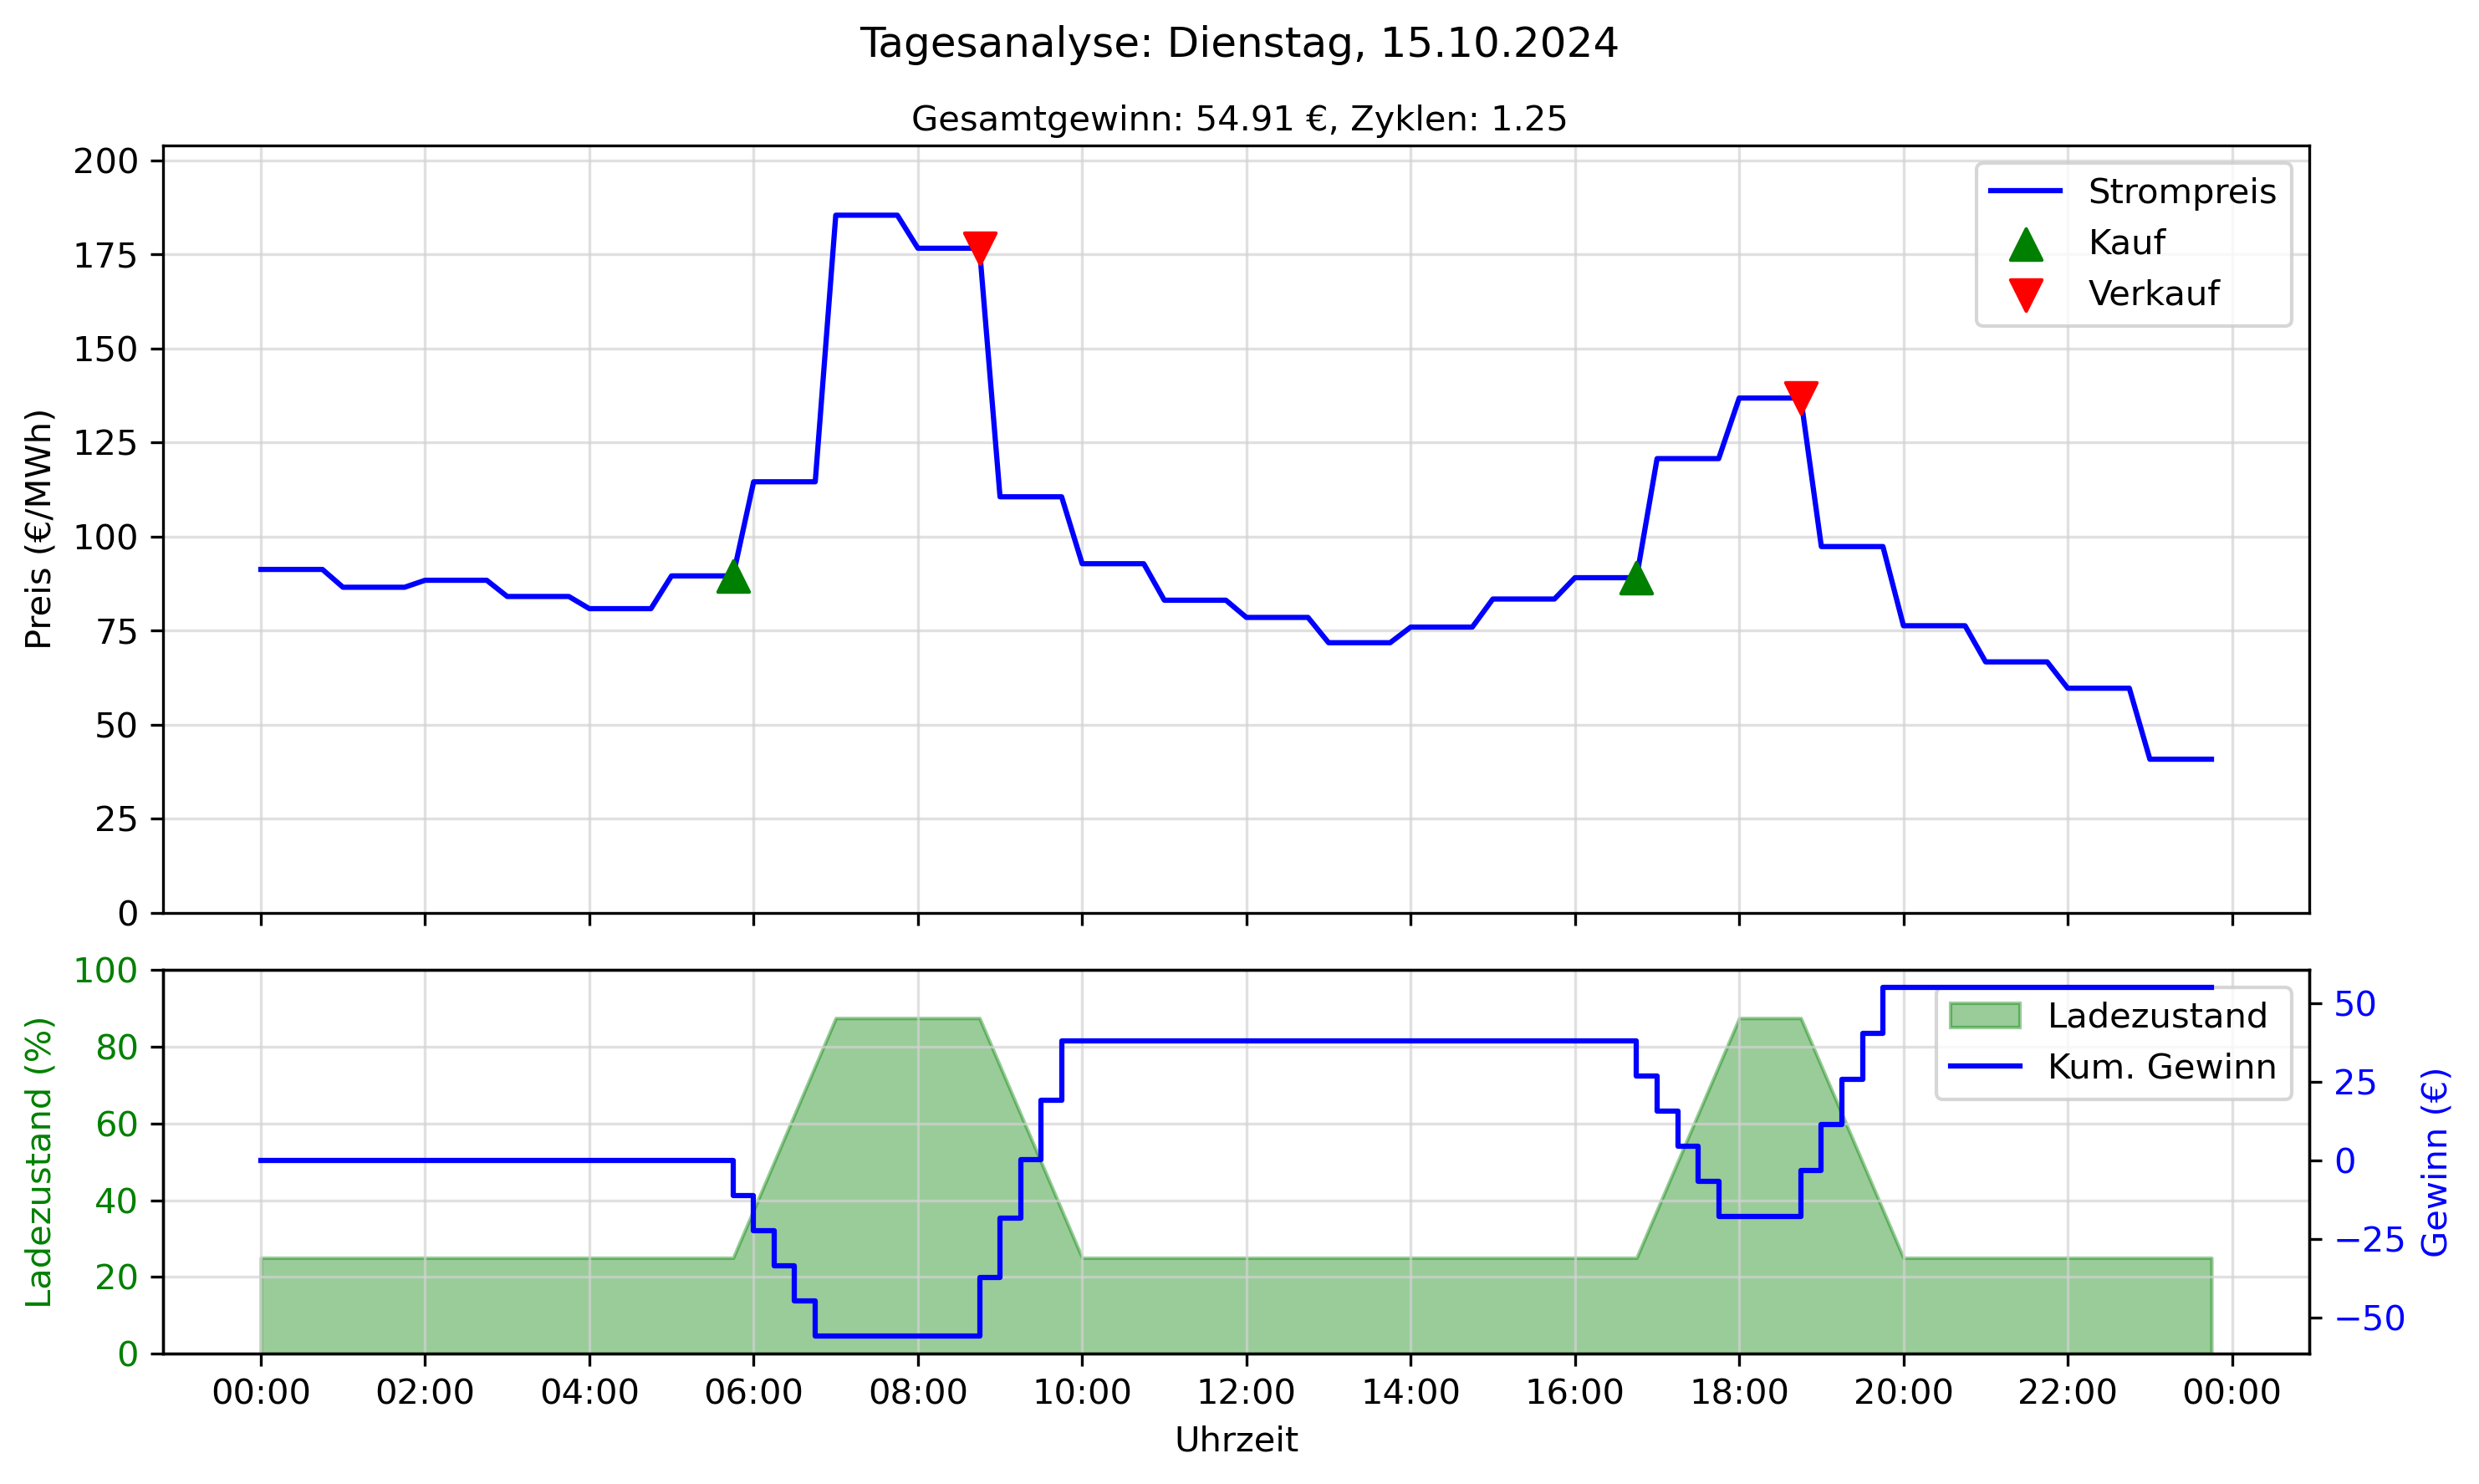 Tagesanalyse: Dienstag, 15.10.2024
Gesamtgewinn: 54.91 €, Zyklen: 1.25
Preis (€/MWh)
200
175
150
125
100
75
50
25
0
Strompreis
Kauf
Verkauf
Ladezustand (%)
100
80
60
40
20
0
Ladezustand
Kum. Gewinn
50
25
0
−25
−50
Gewinn (€)
00:00 02:00 04:00 06:00 08:00 10:00 12:00 14:00 16:00 18:00 20:00 22:00 00:00
Uhrzeit